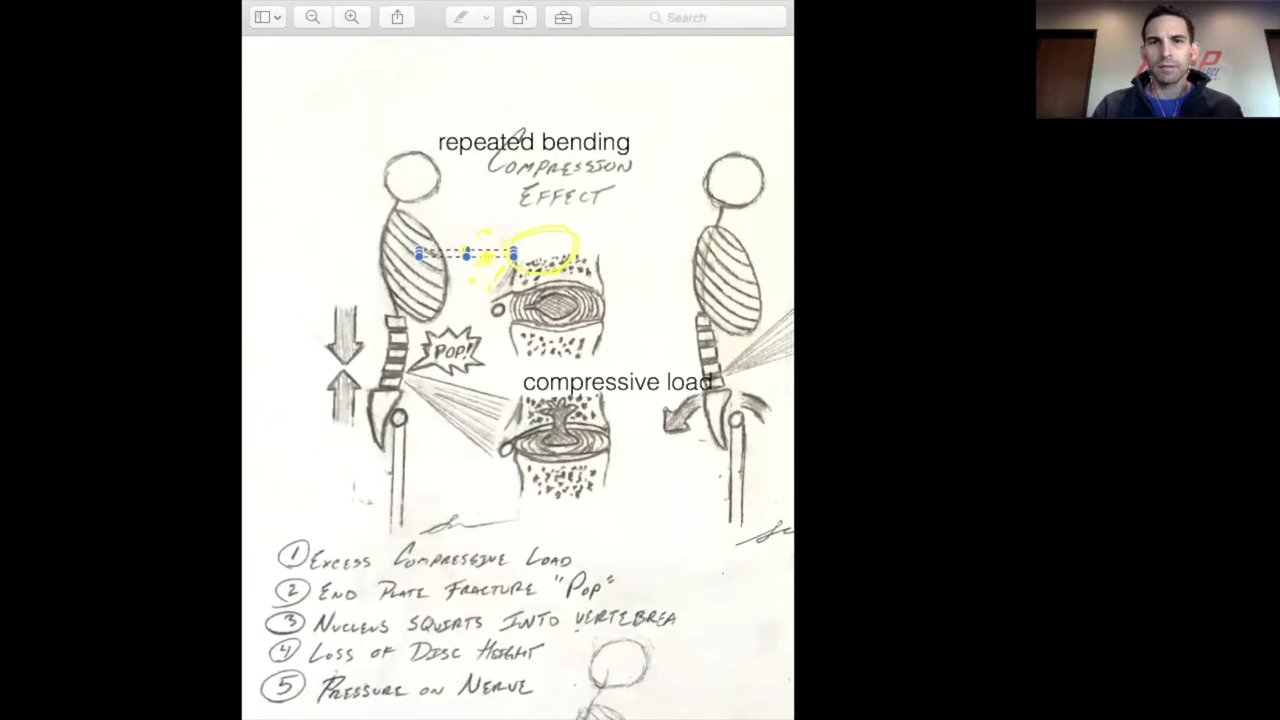 Search
repeated bending
COMPRESSION
EFFECT
POP!
compressive load
① EXCESS COMPRESSIVE LOAD
② END PLATE FRACTURE "POP"
③ NUCLEUS SQUIRTS INTO VERTEBREA
④ LOSS OF DISC HEIGHT
⑤ PRESSURE ON NERVE